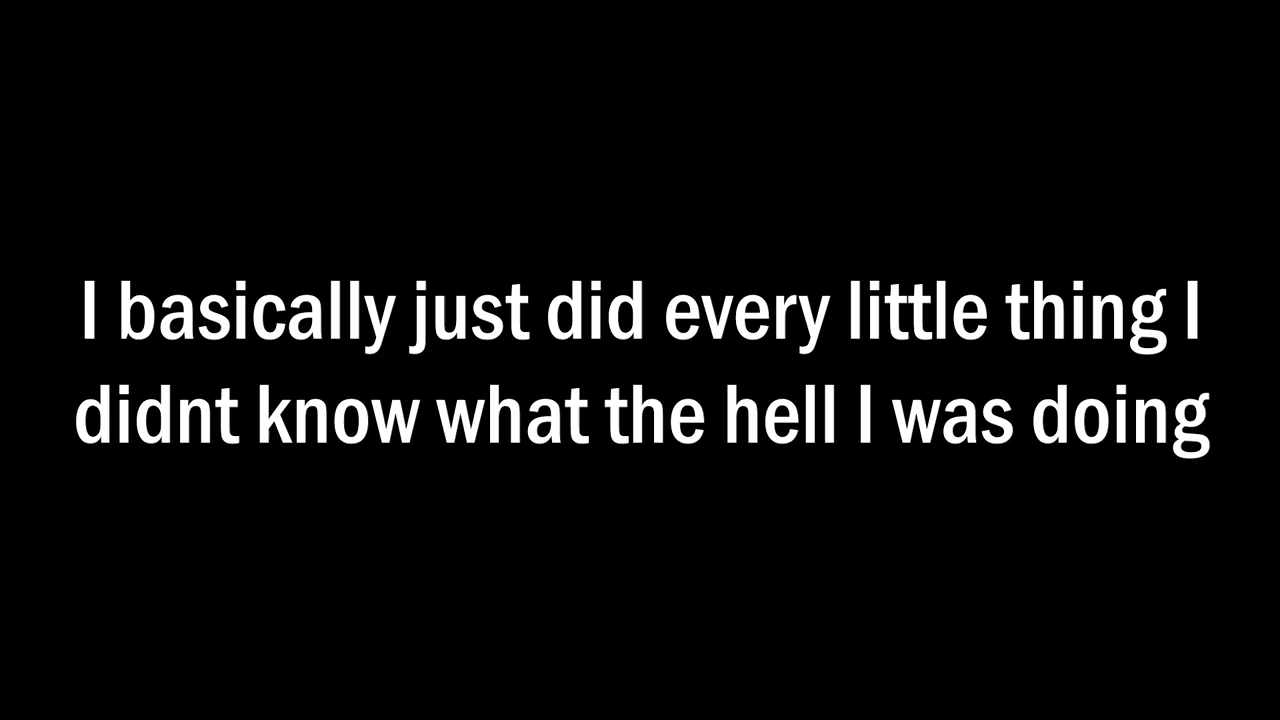 I basically just did every little thing I
didnt know what the hell I was doing